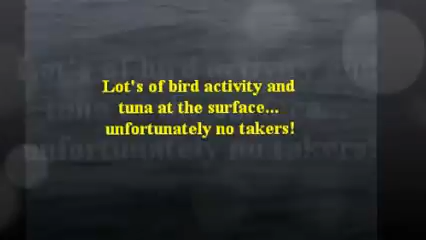 Lot's of bird activity and
tuna at the surface...
unfortunately no takers!